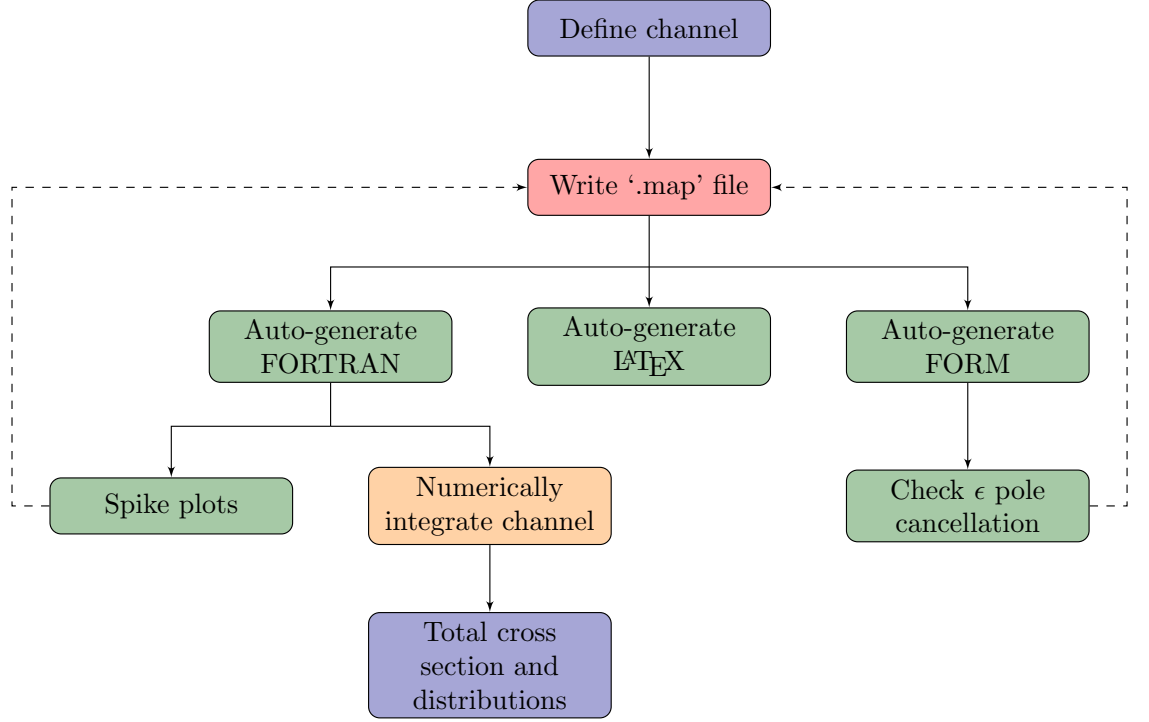 Define channel
Write ‘.map’ file
Auto-generate
FORTRAN
Auto-generate
LATEX
Auto-generate
FORM
Spike plots
Numerically
integrate channel
Check ϵ pole
cancellation
Total cross
section and
distributions